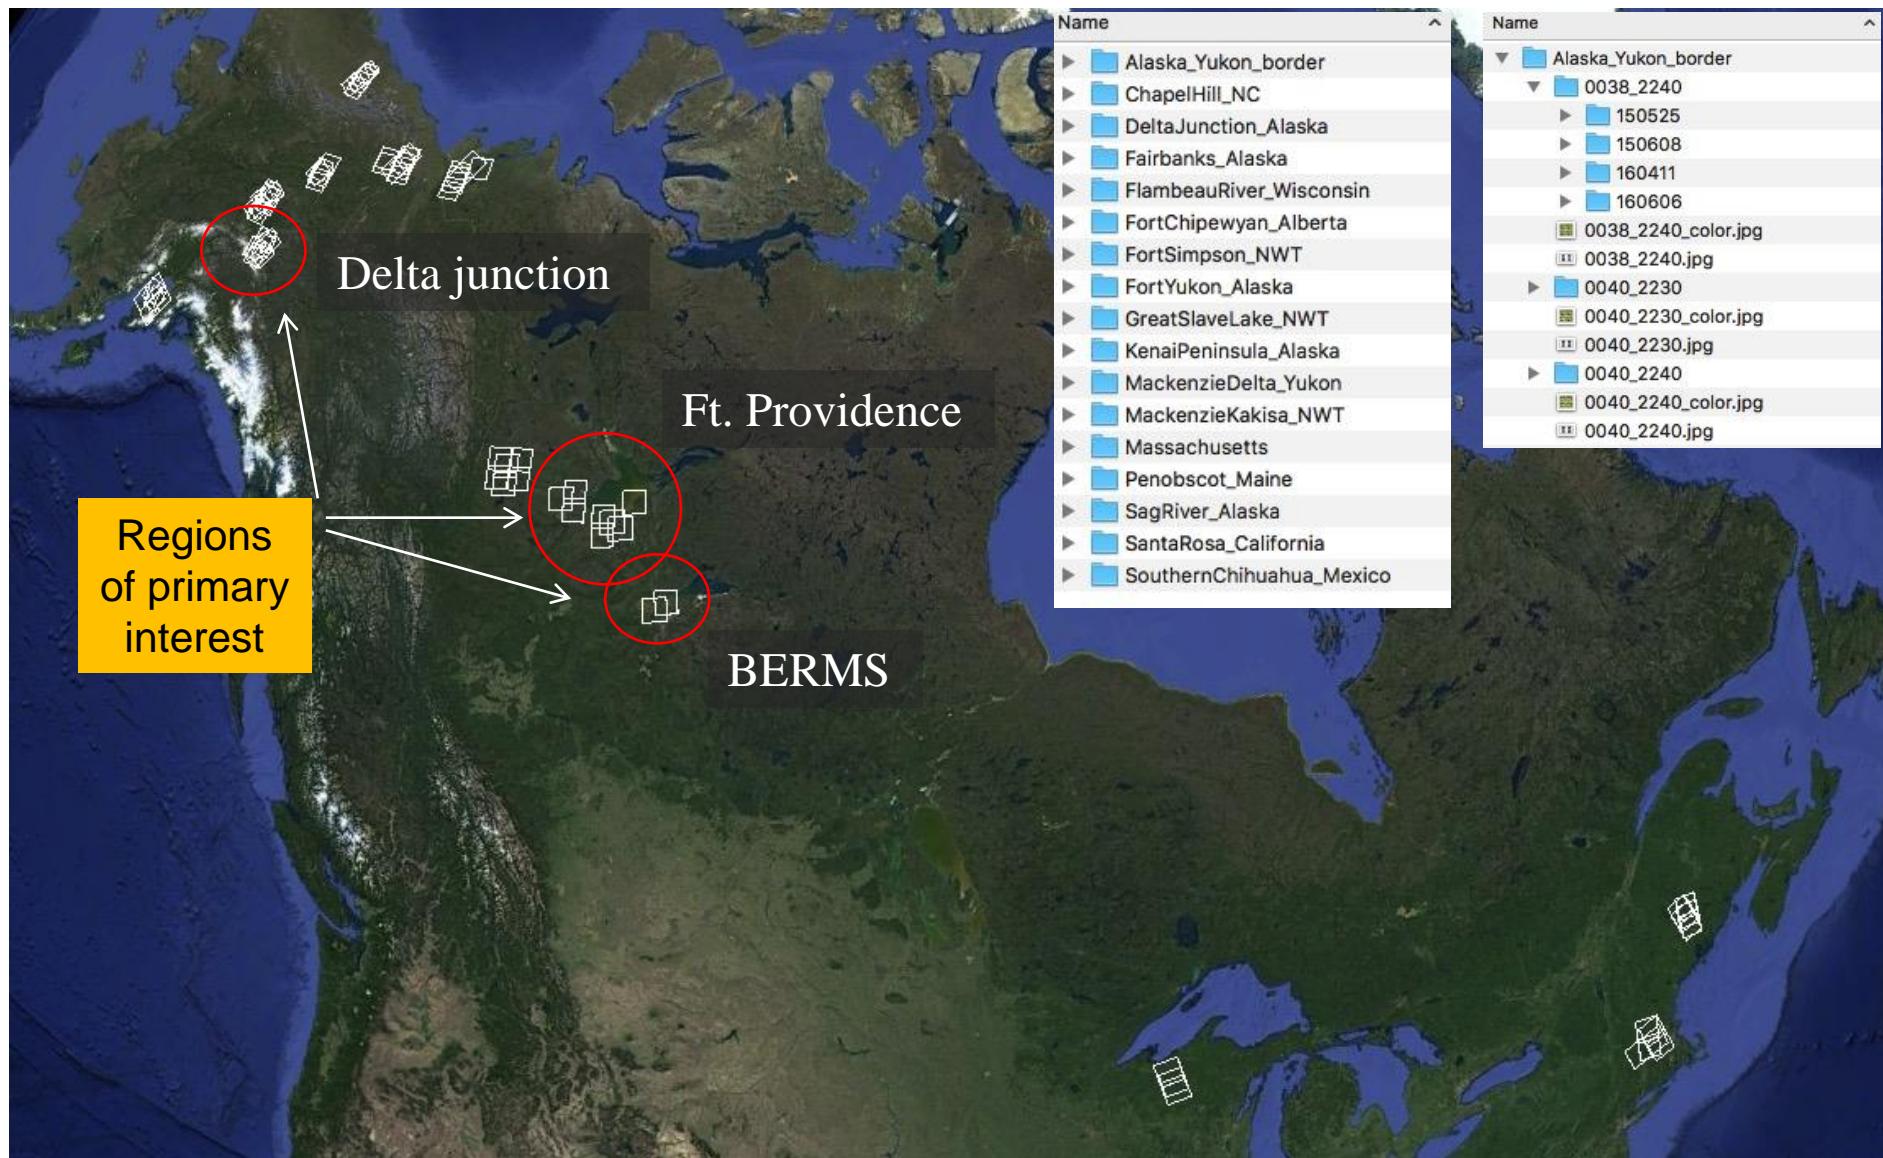 Name
Alaska_Yukon_border
ChapelHill_NC
DeltaJunction_Alaska
Fairbanks_Alaska
FlambeauRiver_Wisconsin
FortChipewyan_Alberta
FortSimpson_NWT
FortYukon_Alaska
GreatSlaveLake_NWT
KenaiPeninsula_Alaska
MackenzieDelta_Yukon
MackenzieKakisa_NWT
Massachusetts
Penobscot_Maine
SagRiver_Alaska
SantaRosa_California
SouthernChihuahua_Mexico
Name
Alaska_Yukon_border
0038_2240
150525
150608
160411
160606
0038_2240_color.jpg
0038_2240.jpg
0040_2230
0040_2230_color.jpg
0040_2230.jpg
0040_2240
0040_2240_color.jpg
0040_2240.jpg
Delta junction
Ft. Providence
Regions
of primary
interest
BERMS